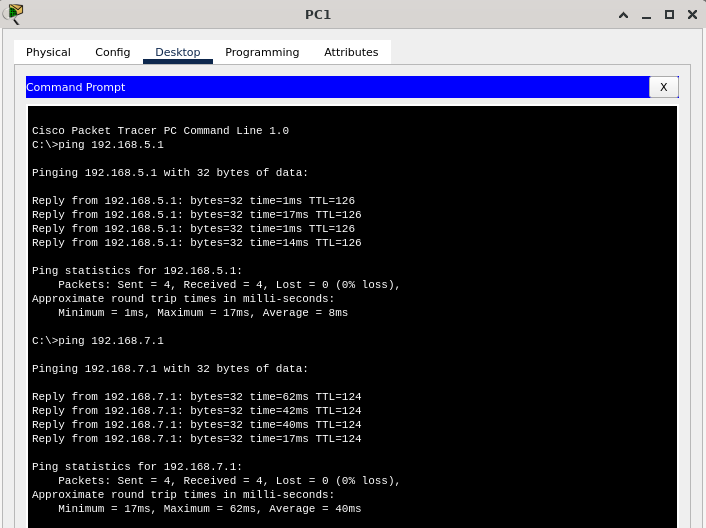 PC1
Physical Config Desktop Programming Attributes
Command Prompt X
Cisco Packet Tracer PC Command Line 1.0
C:\>ping 192.168.5.1
Pinging 192.168.5.1 with 32 bytes of data:
Reply from 192.168.5.1: bytes=32 time=1ms TTL=126
Reply from 192.168.5.1: bytes=32 time=17ms TTL=126
Reply from 192.168.5.1: bytes=32 time=1ms TTL=126
Reply from 192.168.5.1: bytes=32 time=14ms TTL=126
Ping statistics for 192.168.5.1:
Packets: Sent = 4, Received = 4, Lost = 0 (0% loss),
Approximate round trip times in milli-seconds:
Minimum = 1ms, Maximum = 17ms, Average = 8ms
C:\>ping 192.168.7.1
Pinging 192.168.7.1 with 32 bytes of data:
Reply from 192.168.7.1: bytes=32 time=62ms TTL=124
Reply from 192.168.7.1: bytes=32 time=42ms TTL=124
Reply from 192.168.7.1: bytes=32 time=40ms TTL=124
Reply from 192.168.7.1: bytes=32 time=17ms TTL=124
Ping statistics for 192.168.7.1:
Packets: Sent = 4, Received = 4, Lost = 0 (0% loss),
Approximate round trip times in milli-seconds:
Minimum = 17ms, Maximum = 62ms, Average = 40ms